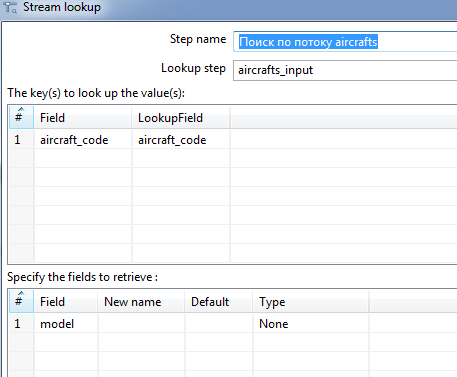 Stream lookup
Step name Поиск по потоку aircrafts
Lookup step aircrafts_input
The key(s) to look up the value(s):
# Field LookupField
1 aircraft_code aircraft_code
Specify the fields to retrieve :
# Field New name Default Type
1 model None